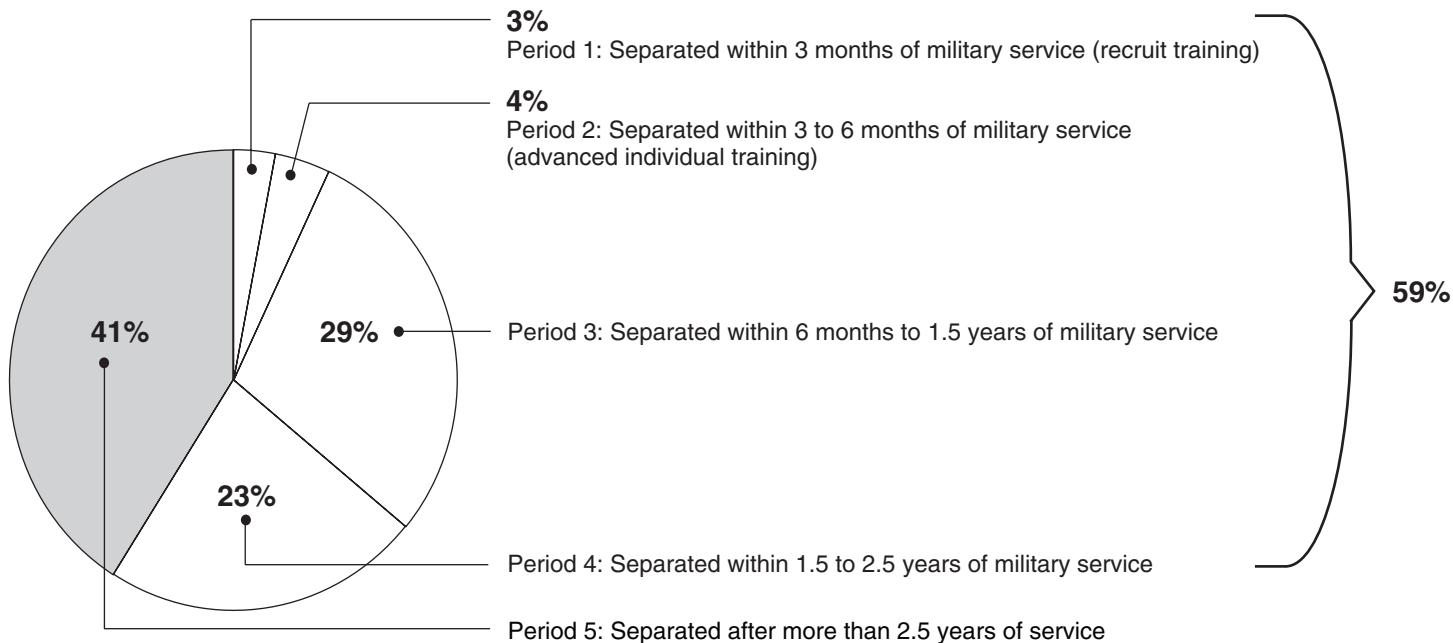 3%
Period 1: Separated within 3 months of military service (recruit training)
4%
Period 2: Separated within 3 to 6 months of military service
(advanced individual training)
59%
41%
29%
Period 3: Separated within 6 months to 1.5 years of military service
23%
Period 4: Separated within 1.5 to 2.5 years of military service
Period 5: Separated after more than 2.5 years of service